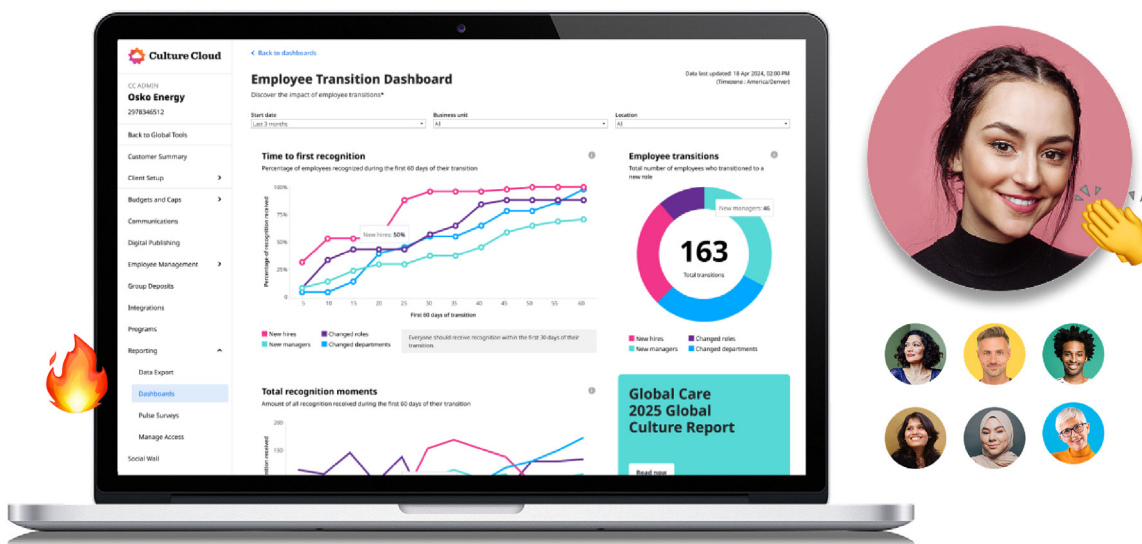 Culture Cloud
CC ADMIN
Osko Energy
2978346512
Back to Global Tools
Customer Summary
Client Setup
Budgets and Caps
Communications
Digital Publishing
Employee Management
Group Deposits
Integrations
Programs
Reporting
Data Export
Dashboards
Pulse Surveys
Manage Access
Social Wall
Back to dashboards
Employee Transition Dashboard
Discover the impact of employee transitions*
Data last updated: 18 Apr 2024, 02:00 PM
(Timezone : America/Denver)
Start date
Last 3 months
Business unit
All
Location
All
Time to first recognition
Percentage of employees recognized during the first 60 days of their transition
Percentage of recognition received
100%
75%
50%
25%
0
New hires: 50%
5 10 15 20 25 30 35 40 45 50 55 60
First 60 days of transition
New hires
Changed roles
New managers
Changed departments
Everyone should receive recognition within the first 30 days of their
transition.
Employee transitions
Total number of employees who transitioned to a
new role
New managers: 46
163
Total transitions
New hires
Changed roles
New managers
Changed departments
Total recognition moments
Amount of all recognition received during the first 60 days of their transition
200
150
Global Care
2025 Global
Culture Report
Read now